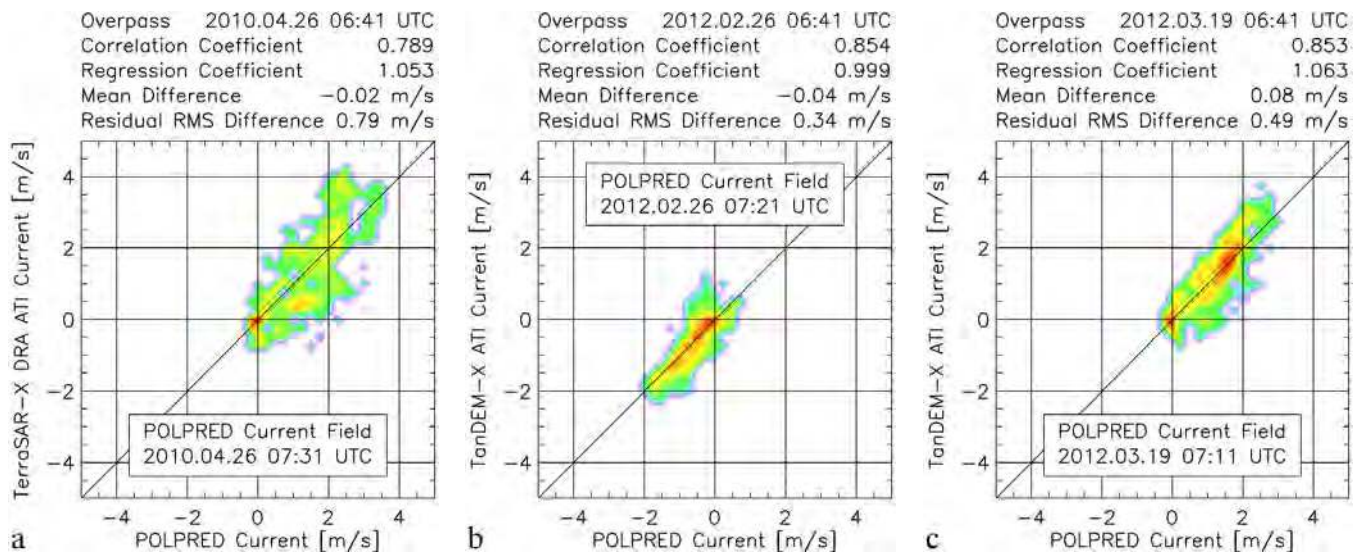 Overpass 2010.04.26 06:41 UTC
Correlation Coefficient 0.789
Regression Coefficient 1.053
Mean Difference −0.02 m/s
Residual RMS Difference 0.79 m/s
TerraSAR-X DRA ATI Current [m/s]
4
2
0
−2
−4
POLPRED Current Field
2010.04.26 07:31 UTC
−4 −2 0 2 4
POLPRED Current [m/s]
a
Overpass 2012.02.26 06:41 UTC
Correlation Coefficient 0.854
Regression Coefficient 0.999
Mean Difference −0.04 m/s
Residual RMS Difference 0.34 m/s
TanDEM-X ATI Current [m/s]
POLPRED Current Field
2012.02.26 07:21 UTC
4
2
0
−2
−4
−4 −2 0 2 4
POLPRED Current [m/s]
b
Overpass 2012.03.19 06:41 UTC
Correlation Coefficient 0.853
Regression Coefficient 1.063
Mean Difference 0.08 m/s
Residual RMS Difference 0.49 m/s
TanDEM-X ATI Current [m/s]
4
2
0
−2
−4
POLPRED Current Field
2012.03.19 07:11 UTC
−4 −2 0 2 4
POLPRED Current [m/s]
c